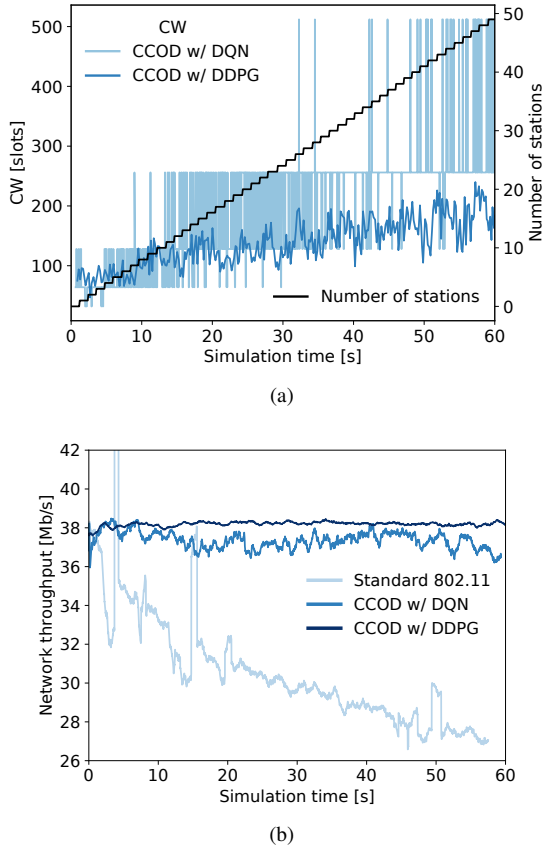 CW
CCOD w/ DQN
CCOD w/ DDPG
Number of stations
500
400
300
200
100
CW [slots]
50
40
30
20
10
0
Number of stations
0 10 20 30 40 50 60
Simulation time [s]
(a)
42
40
38
36
34
32
30
28
26
Network throughput [Mb/s]
Standard 802.11
CCOD w/ DQN
CCOD w/ DDPG
0 10 20 30 40 50 60
Simulation time [s]
(b)